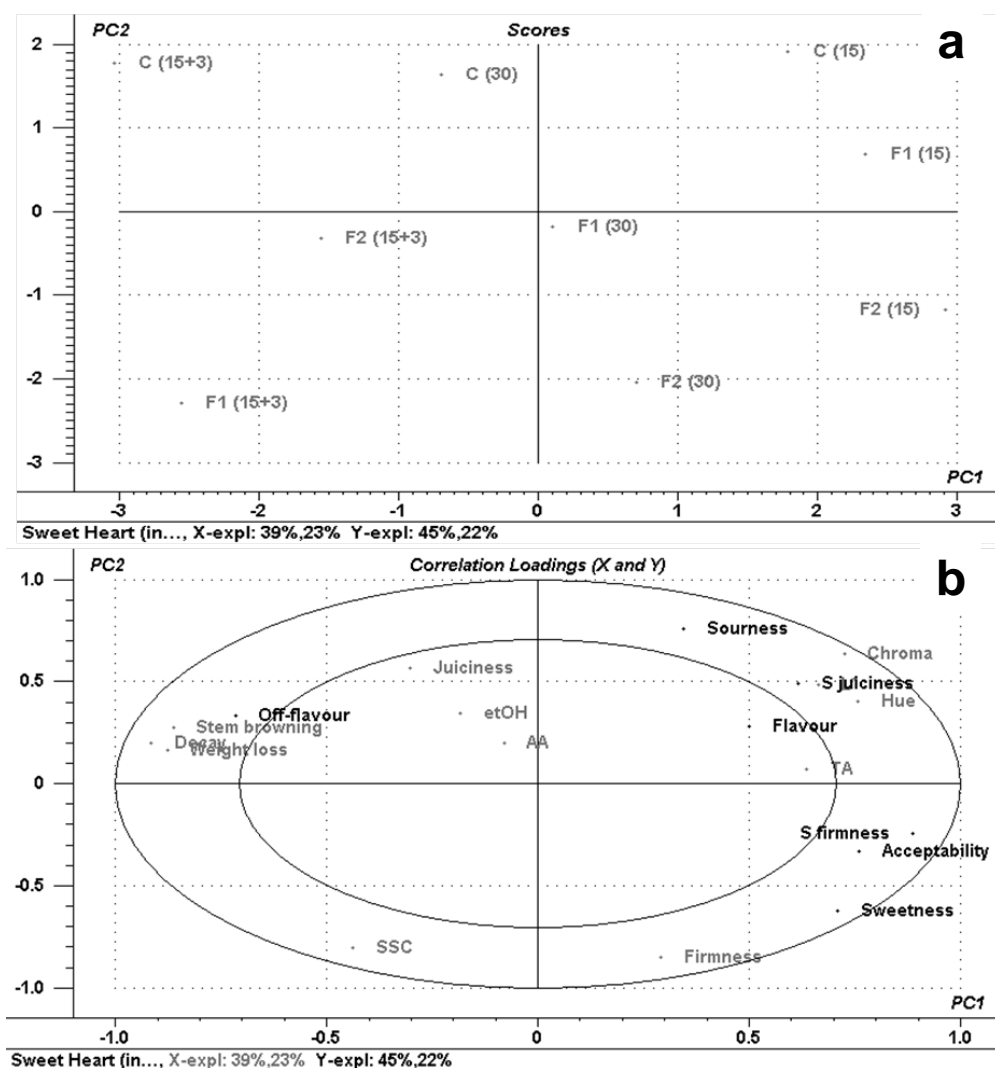 PC2 Scores a
2 C (15+3) C (30) C (15)
1
F1 (15)
0
F2 (15+3) F1 (30)
-1
F2 (15)
-2 F1 (15+3) F2 (30)
-3
PC1
-3 -2 -1 0 1 2 3
Sweet Heart (in..., X-expl: 39%,23% Y-expl: 45%,22%
PC2 Correlation Loadings (X and Y) b
1.0
Sourness
Chroma
Juiciness
0.5 S juiciness
Hue
Off-flavour etOH Flavour
Stem browning
Decay AA
Weight loss TA
0
S firmness
Acceptability
-0.5
Sweetness
SSC Firmness
-1.0
PC1
-1.0 -0.5 0 0.5 1.0
Sweet Heart (in..., X-expl: 39%,23% Y-expl: 45%,22%